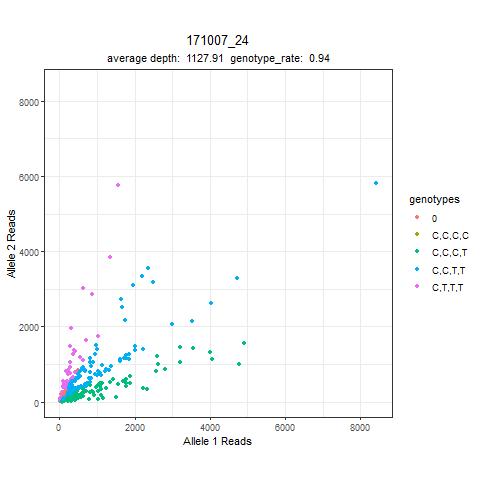 171007_24
average depth: 1127.91 genotype_rate: 0.94
8000
6000
4000
2000
0
Allele 2 Reads
0 2000 4000 6000 8000
Allele 1 Reads
genotypes
0
C,C,C,C
C,C,C,T
C,C,T,T
C,T,T,T